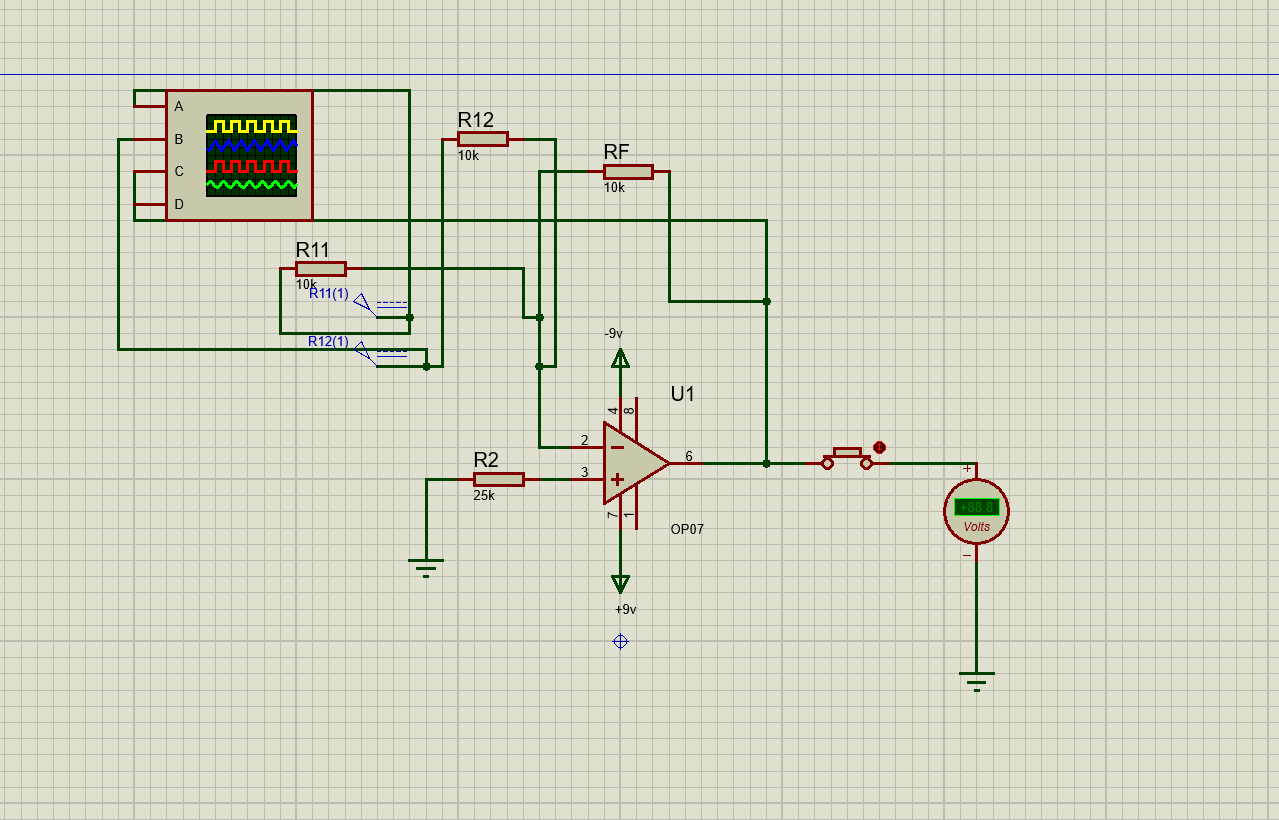 A
B
C
D
R12
10k
RF
10k
R11
10k
R11(1)
R12(1)
-9v
U1
4
8
2
3
6
7
1
R2
25k
OP07
+9v
+
+88.8
Volts
−